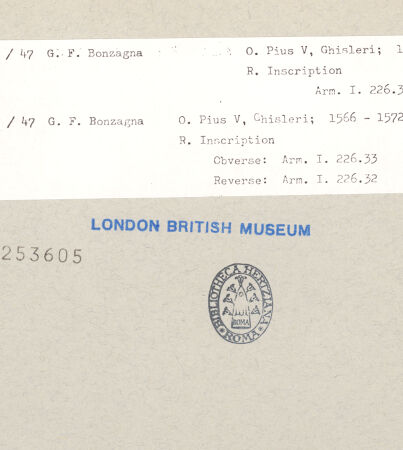 / 47 G. F. Bonzagna O. Pius V, Ghisleri; 1
R. Inscription
Arm. I. 226.3
/ 47 G. F. Bonzagna O. Pius V, Ghisleri; 1566 - 1572
R. Inscription
Obverse: Arm. I. 226.33
Reverse: Arm. I. 226.32
LONDON BRITISH MUSEUM
253605
BIBLIOTHECA HERTZIANA
ROMA
· ROMA ·